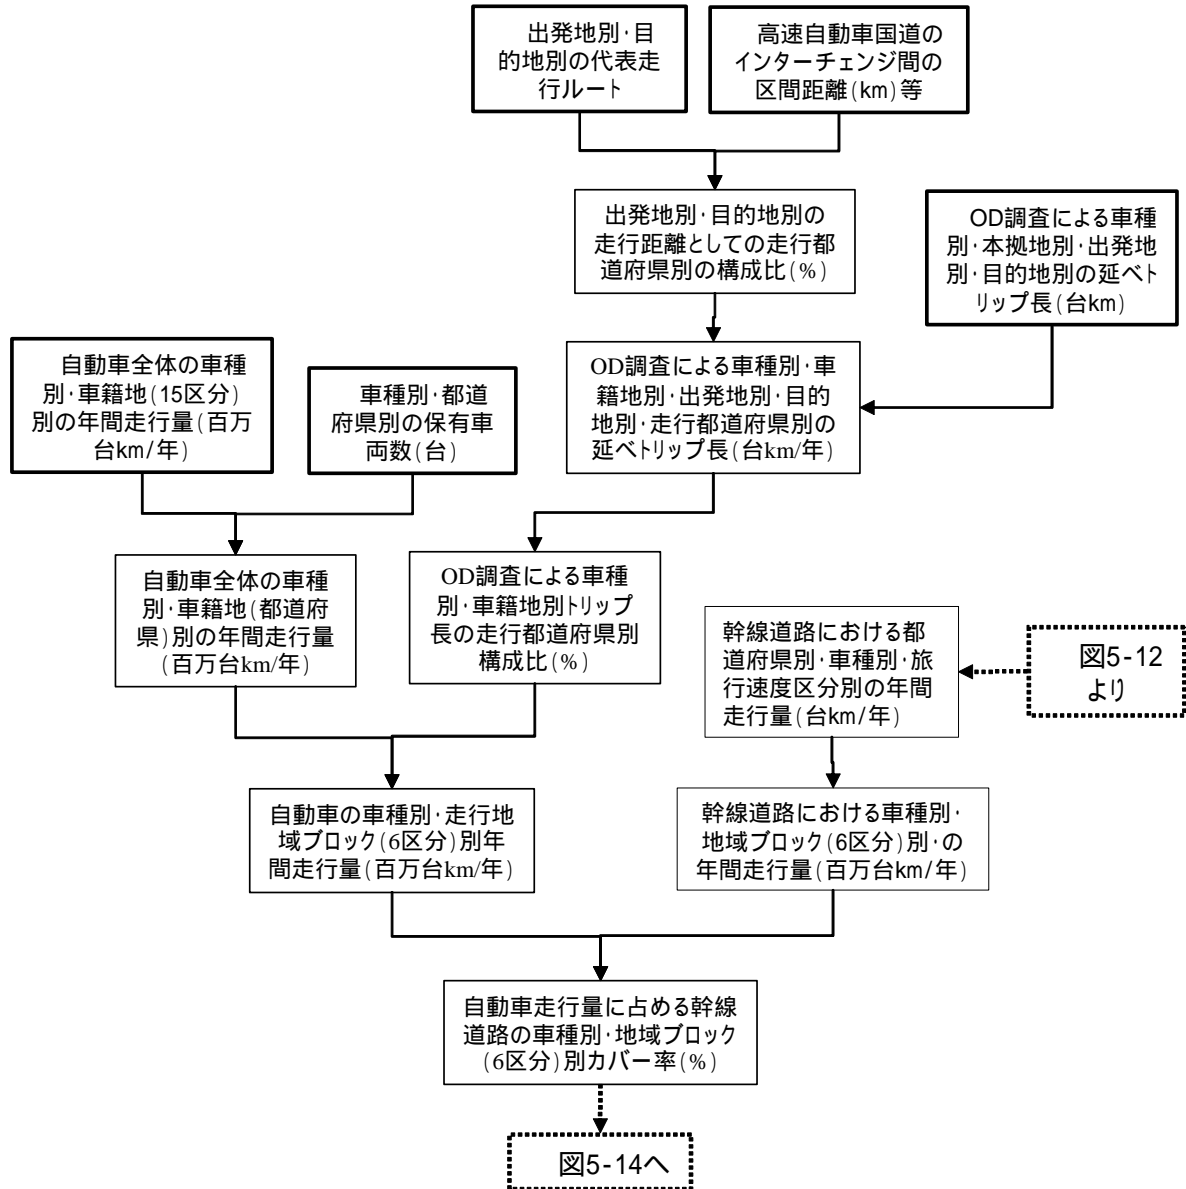 出発地別･目
的地別の代表走
行ルート
高速自動車国道の
インターチェンジ間の
区間距離(km)等
出発地別･目的地別の
走行距離としての走行都
道府県別の構成比(%)
OD調査による車種
別･本拠地別･出発地
別･目的地別の延べト
リップ長(台km)
自動車全体の車種
別･車籍地(15区分)
別の年間走行量(百万
台km/年)
車種別･都道
府県別の保有車
両数(台)
OD調査による車種別･車
籍地別･出発地別･目的
地別･走行都道府県別の
延べトリップ長(台km/年)
自動車全体の車種
別･車籍地(都道府
県)別の年間走行量
(百万台km/年)
OD調査による車種
別･車籍地別トリップ
長の走行都道府県別
構成比(%)
幹線道路における都
道府県別･車種別･旅
行速度区分別の年間
走行量(台km/年)
図5-12
より
自動車の車種別･走行地
域ブロック(6区分)別年
間走行量(百万台km/年)
幹線道路における車種別･
地域ブロック(6区分)別･の
年間走行量(百万台km/年)
自動車走行量に占める幹線
道路の車種別･地域ブロック
(6区分)別カバー率(%)
図5-14へ